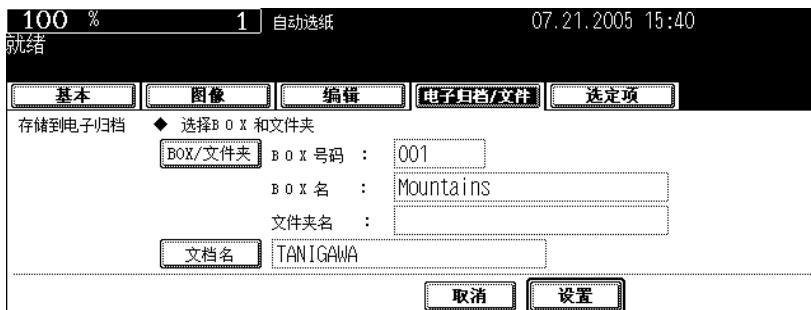 100 % 1 自动选纸 07.21.2005 15:40
就绪
基本 图像 编辑 电子归档/文件 选定项
存储到电子归档 ◆ 选择BOX和文件夹
BOX/文件夹 BOX号码 : 001
BOX名 : Mountains
文件夹名 :
文档名 TANIGAWA
取消 设置